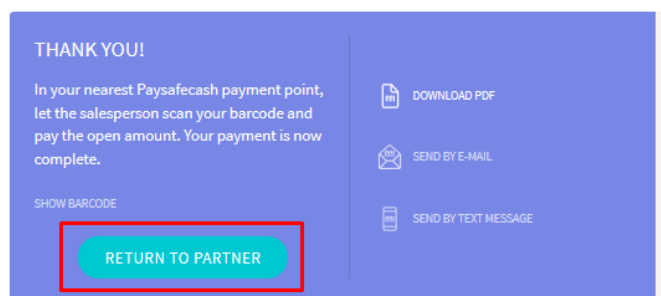 THANK YOU!
In your nearest Paysafecash payment point,
let the salesperson scan your barcode and
pay the open amount. Your payment is now
complete.
SHOW BARCODE
RETURN TO PARTNER
DOWNLOAD PDF
SEND BY E-MAIL
SEND BY TEXT MESSAGE